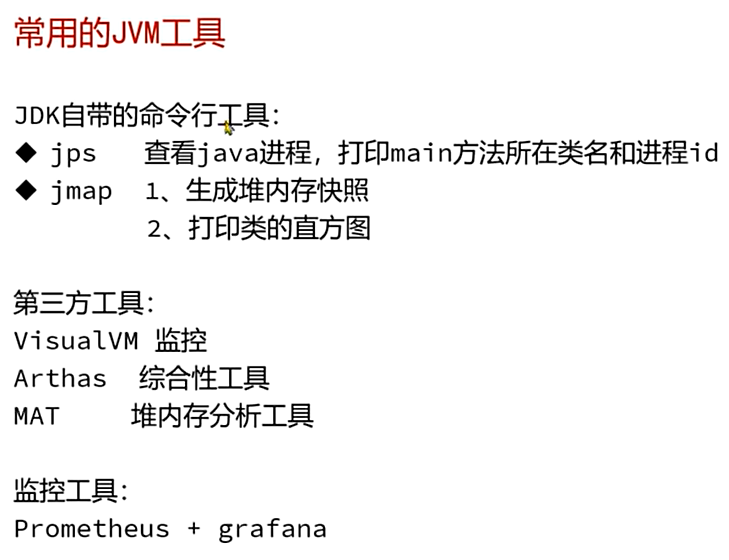 常用的JVM工具
JDK自带的命令行工具:
◆ jps 查看java进程，打印main方法所在类名和进程id
◆ jmap 1、生成堆内存快照
2、打印类的直方图
第三方工具:
VisualVM 监控
Arthas 综合性工具
MAT 堆内存分析工具
监控工具:
Prometheus + grafana